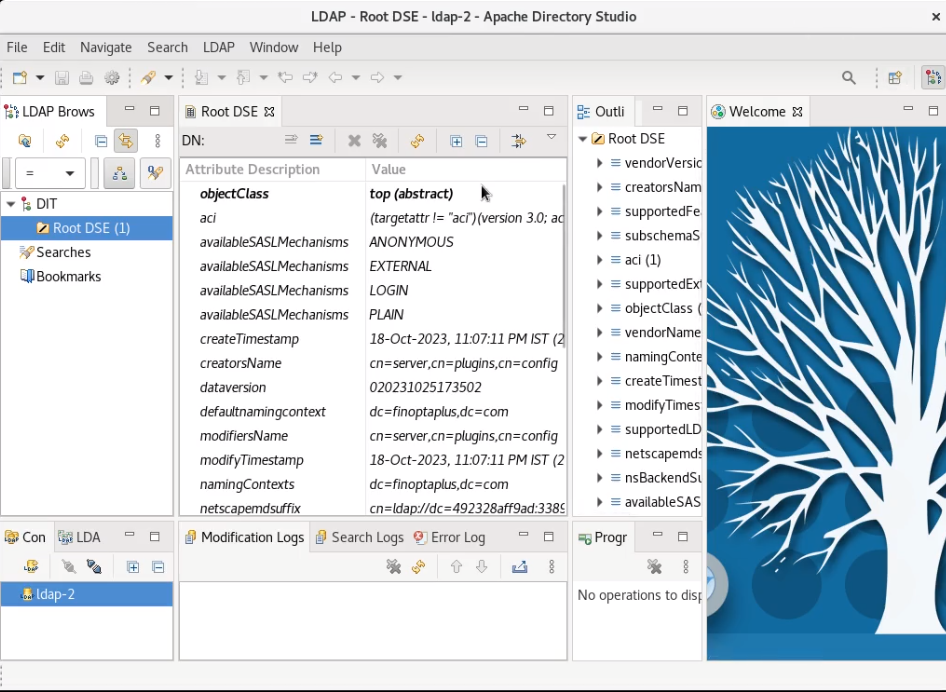 LDAP - Root DSE - ldap-2 - Apache Directory Studio
File Edit Navigate Search LDAP Window Help
LDAP Brows
=
DIT
Root DSE (1)
Searches
Bookmarks
Root DSE
DN:
Attribute Description Value
objectClass top (abstract)
aci (targetattr != "aci")(version 3.0; ac
availableSASLMechanisms ANONYMOUS
availableSASLMechanisms EXTERNAL
availableSASLMechanisms LOGIN
availableSASLMechanisms PLAIN
createTimestamp 18-Oct-2023, 11:07:11 PM IST (2
creatorsName cn=server,cn=plugins,cn=config
dataversion 020231025173502
defaultnamingcontext dc=finoptaplus,dc=com
modifiersName cn=server,cn=plugins,cn=config
modifyTimestamp 18-Oct-2023, 11:07:11 PM IST (2
namingContexts dc=finoptaplus,dc=com
netscapemdsuffix cn=ldap://dc=492328aff9ad:3389
Outli
Root DSE
vendorVersio
creatorsNam
supportedFea
subschemaS
aci (1)
supportedExt
objectClass (
vendorName
namingConte
createTimest
modifyTimes
supportedLD
netscapemds
nsBackendSu
availableSAS
Welcome
Con LDA
ldap-2
Modification Logs Search Logs Error Log
Progr
No operations to disp